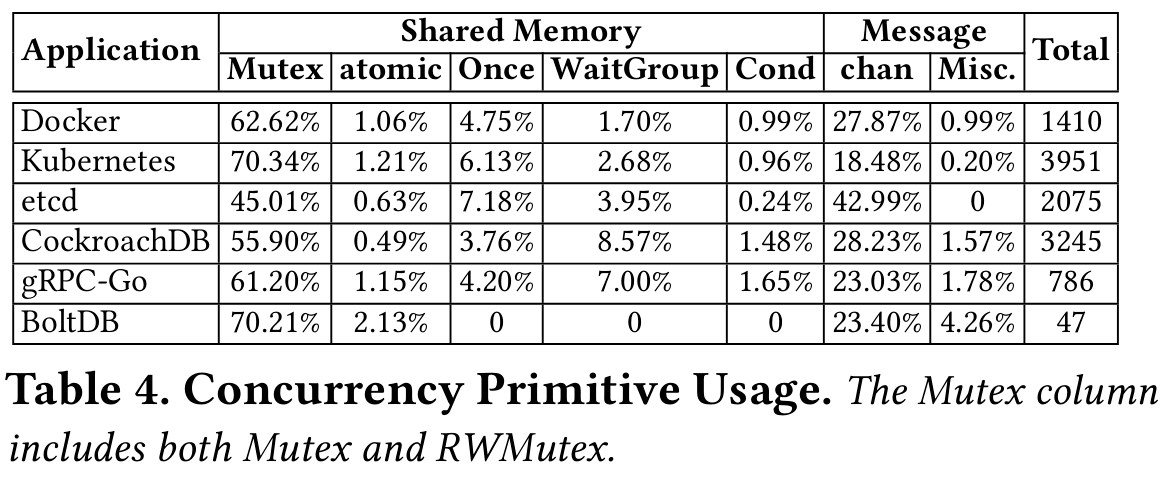 Application Shared Memory Message Total
Mutex atomic Once WaitGroup Cond chan Misc.
Docker 62.62% 1.06% 4.75% 1.70% 0.99% 27.87% 0.99% 1410
Kubernetes 70.34% 1.21% 6.13% 2.68% 0.96% 18.48% 0.20% 3951
etcd 45.01% 0.63% 7.18% 3.95% 0.24% 42.99% 0 2075
CockroachDB 55.90% 0.49% 3.76% 8.57% 1.48% 28.23% 1.57% 3245
gRPC-Go 61.20% 1.15% 4.20% 7.00% 1.65% 23.03% 1.78% 786
BoltDB 70.21% 2.13% 0 0 0 23.40% 4.26% 47
Table 4. Concurrency Primitive Usage. The Mutex column
includes both Mutex and RWMutex.